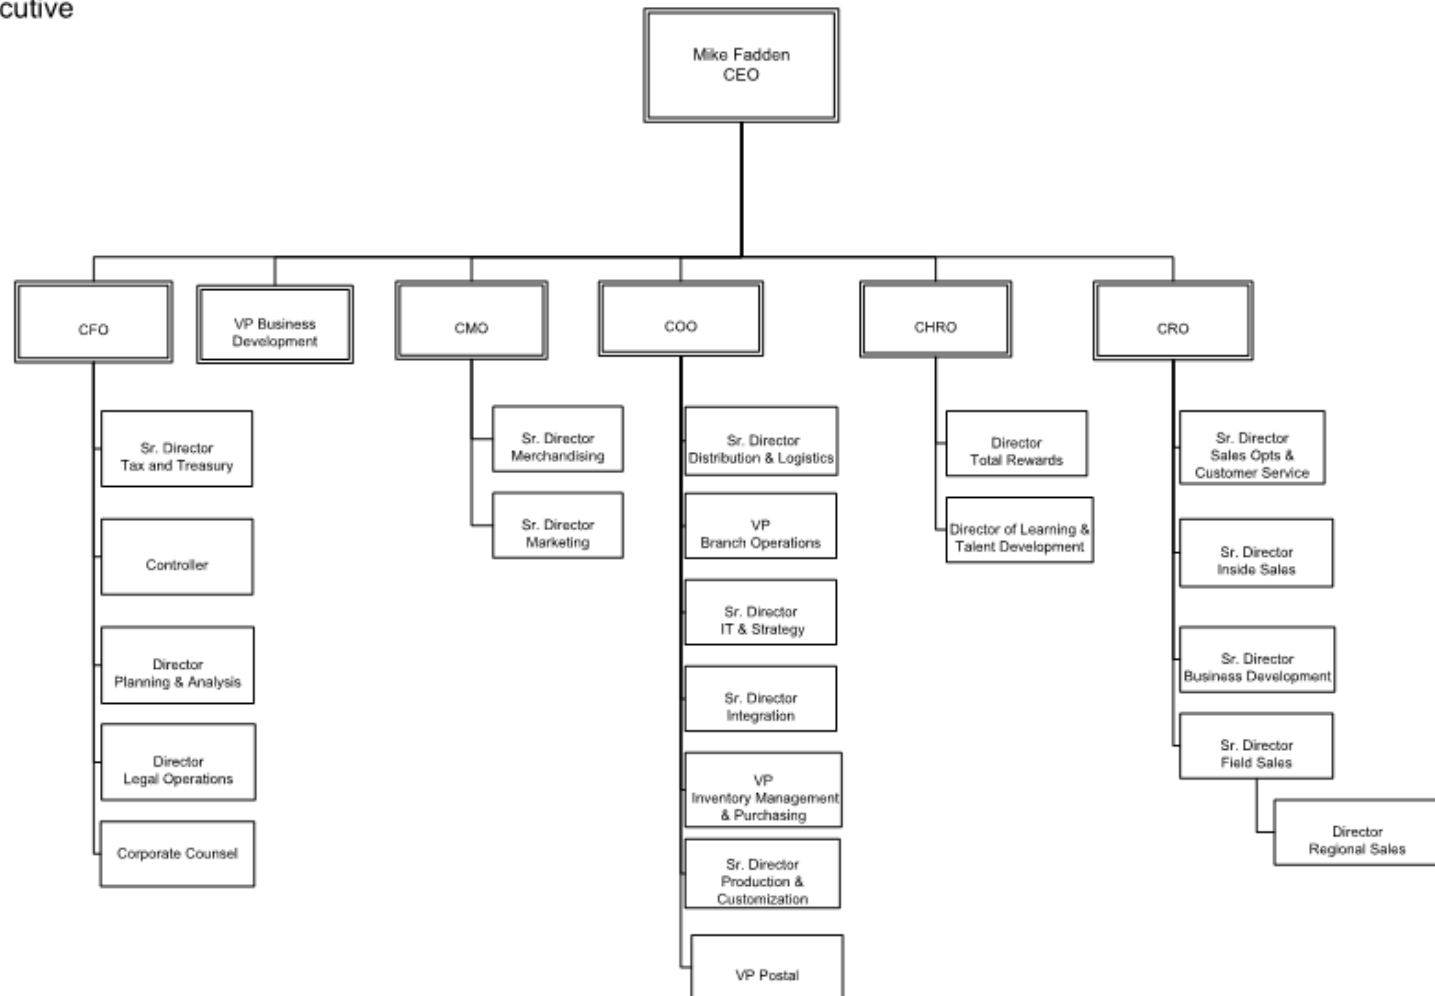 cutive
Mike Fadden
CEO
CFO
VP Business
Development
CMO
COO
CHRO
CRO
Sr. Director
Tax and Treasury
Controller
Director
Planning & Analysis
Director
Legal Operations
Corporate Counsel
Sr. Director
Merchandising
Sr. Director
Marketing
Sr. Director
Distribution & Logistics
VP
Branch Operations
Sr. Director
IT & Strategy
Sr. Director
Integration
VP
Inventory Management
& Purchasing
Sr. Director
Production &
Customization
VP Postal
Director
Total Rewards
Director of Learning &
Talent Development
Sr. Director
Sales Opts &
Customer Service
Sr. Director
Inside Sales
Sr. Director
Business Development
Sr. Director
Field Sales
Director
Regional Sales